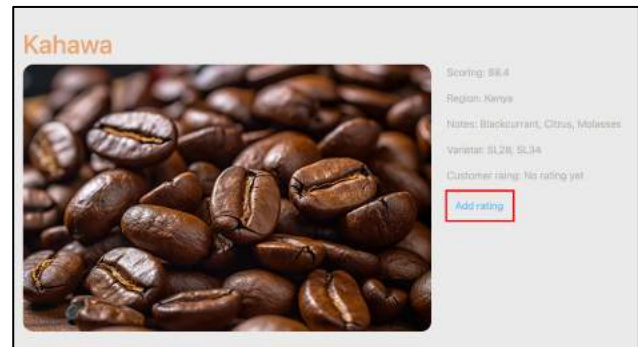 Kahawa
Scoring: 88.4
Region: Kenya
Notes: Blackcurrant, Citrus, Molasses
Varietal: SL28, SL34
Customer raing: No rating yet
Add rating